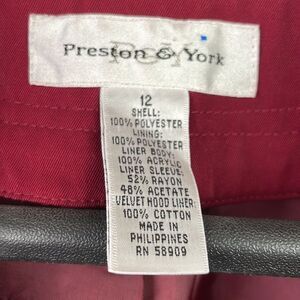 Preston & York
12
SHELL:
100% POLYESTER
LINING:
100% POLYESTER
LINER BODY:
100% ACRYLIC
LINER SLEEVE:
52% RAYON
48% ACETATE
VELVET HOOD LINER:
100% COTTON
MADE IN
PHILIPPINES
RN 58909